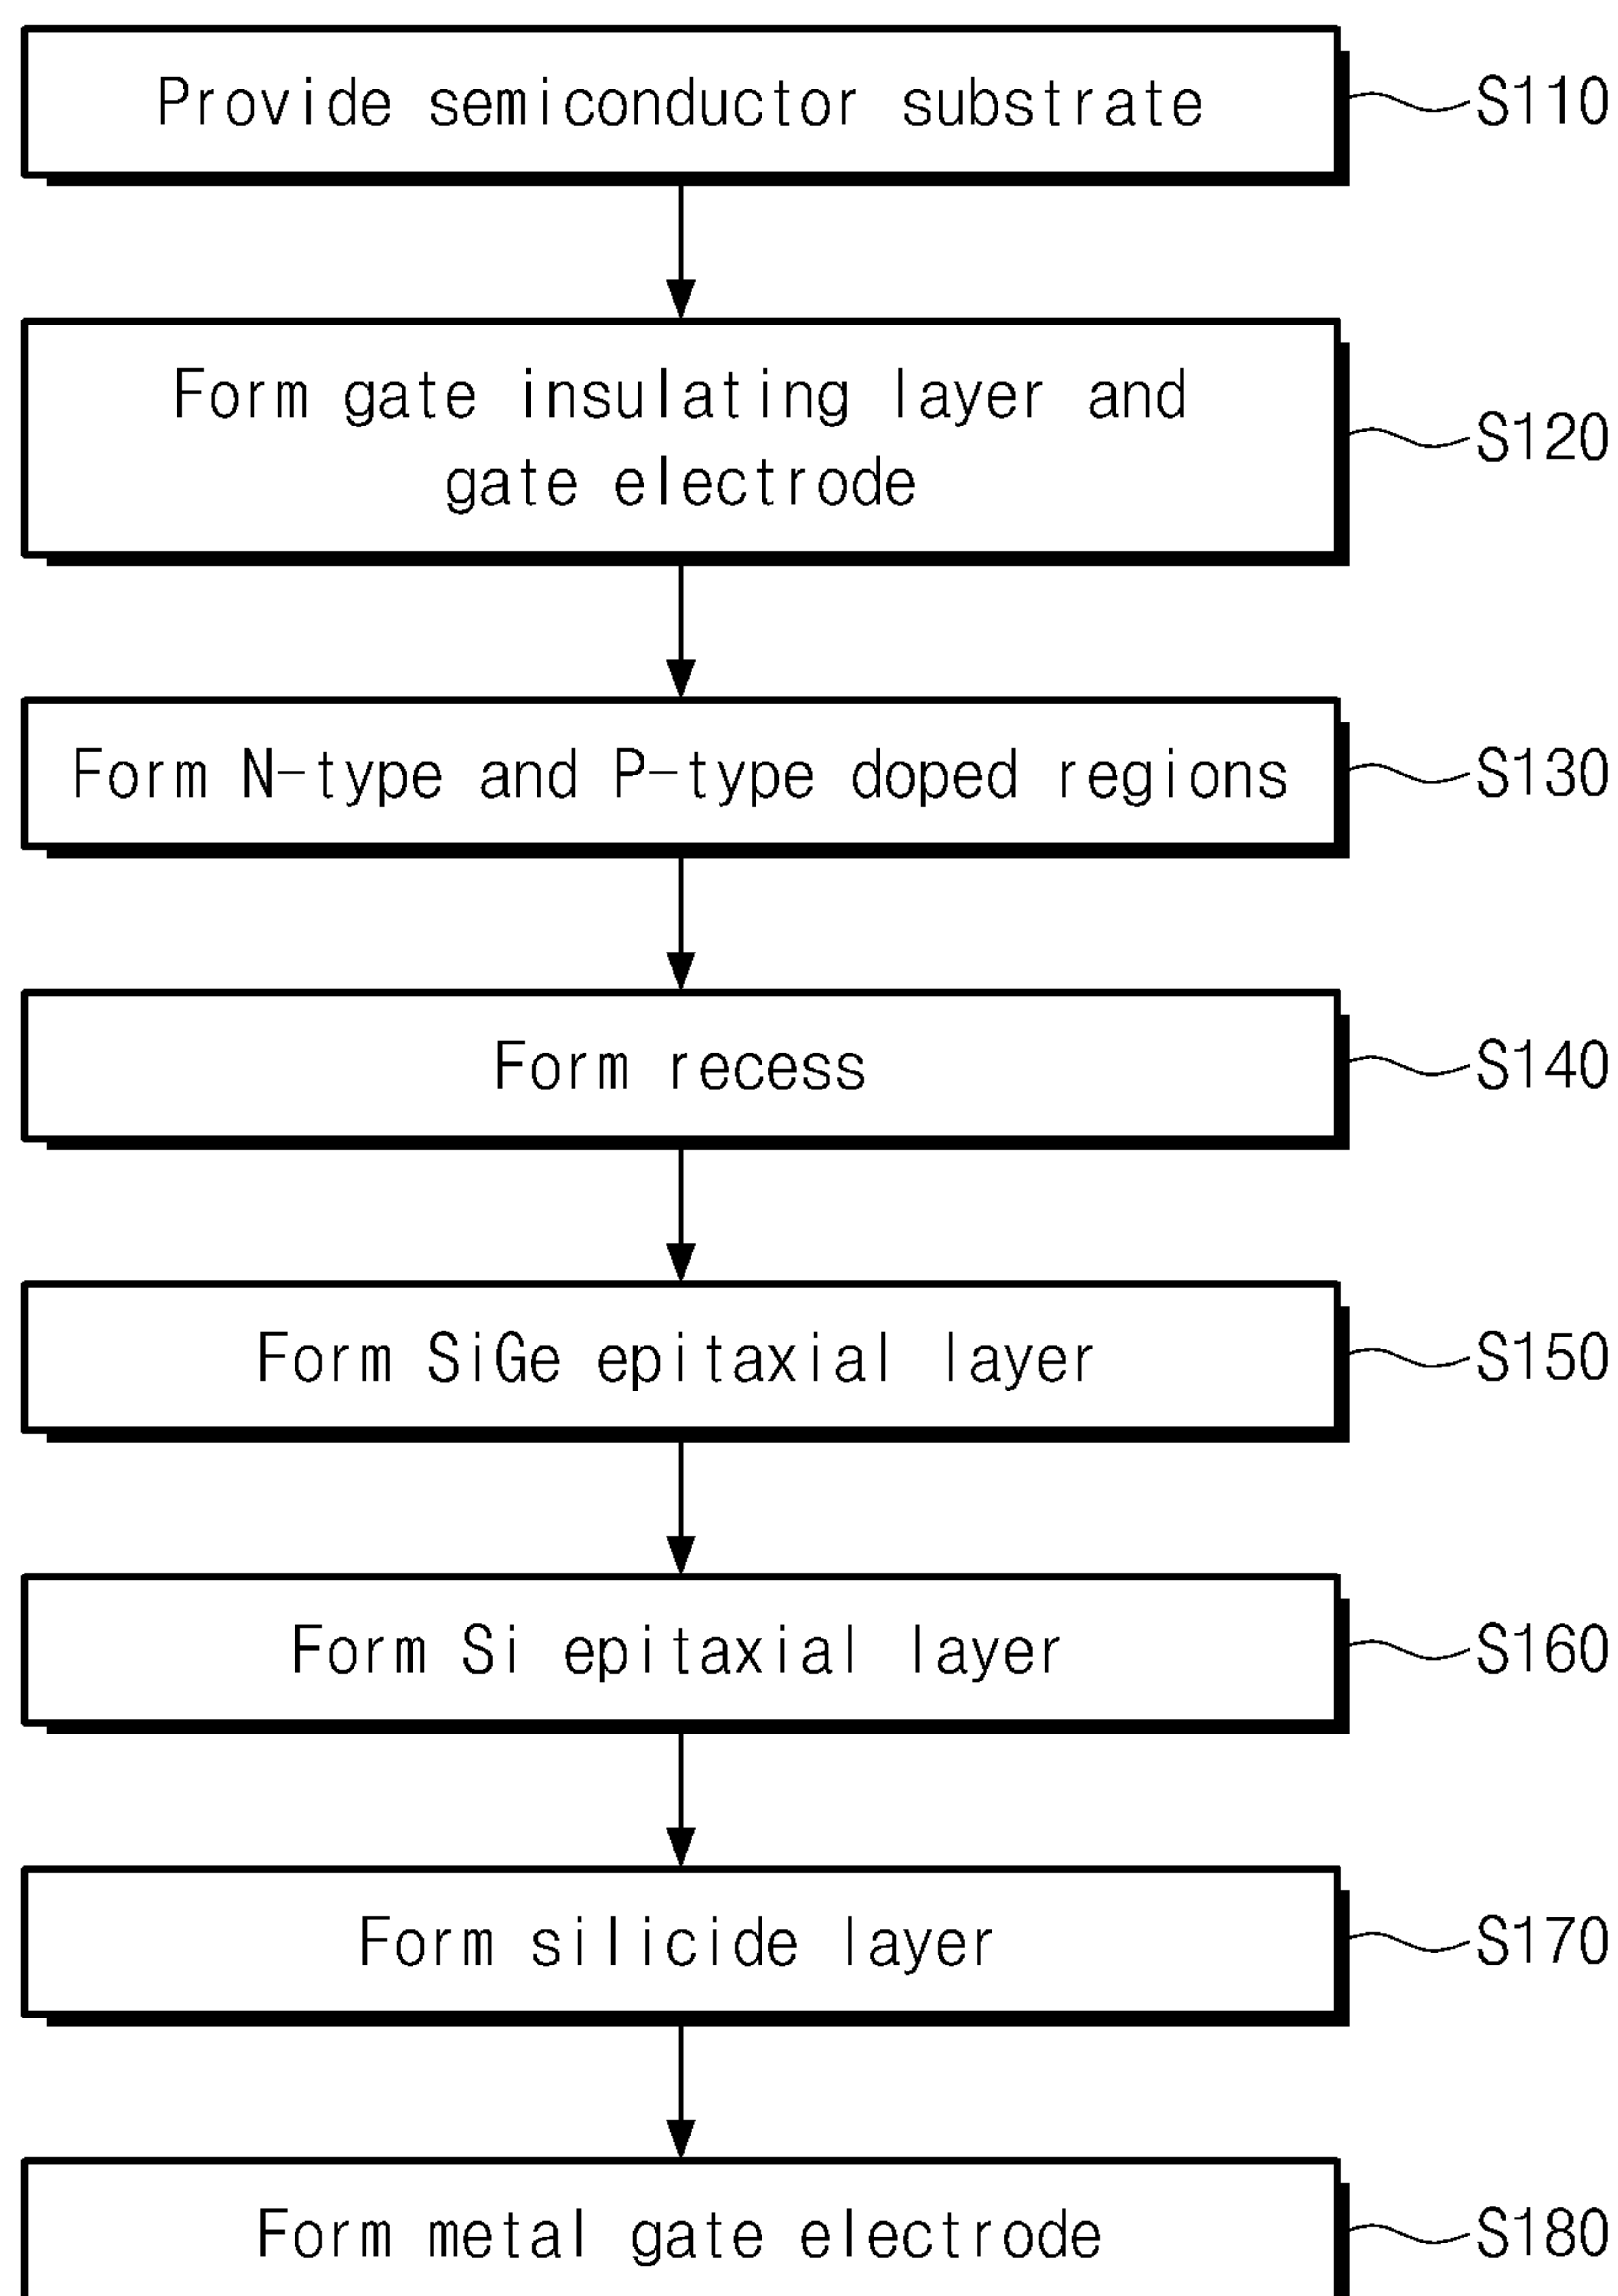 Provide semiconductor substrate
S110
Form gate insulating layer and
gate electrode
S120
Form N-type and P-type doped regions
S130
Form recess
S140
Form SiGe epitaxial layer
S150
Form Si epitaxial layer
S160
Form silicide layer
S170
Form metal gate electrode
S180